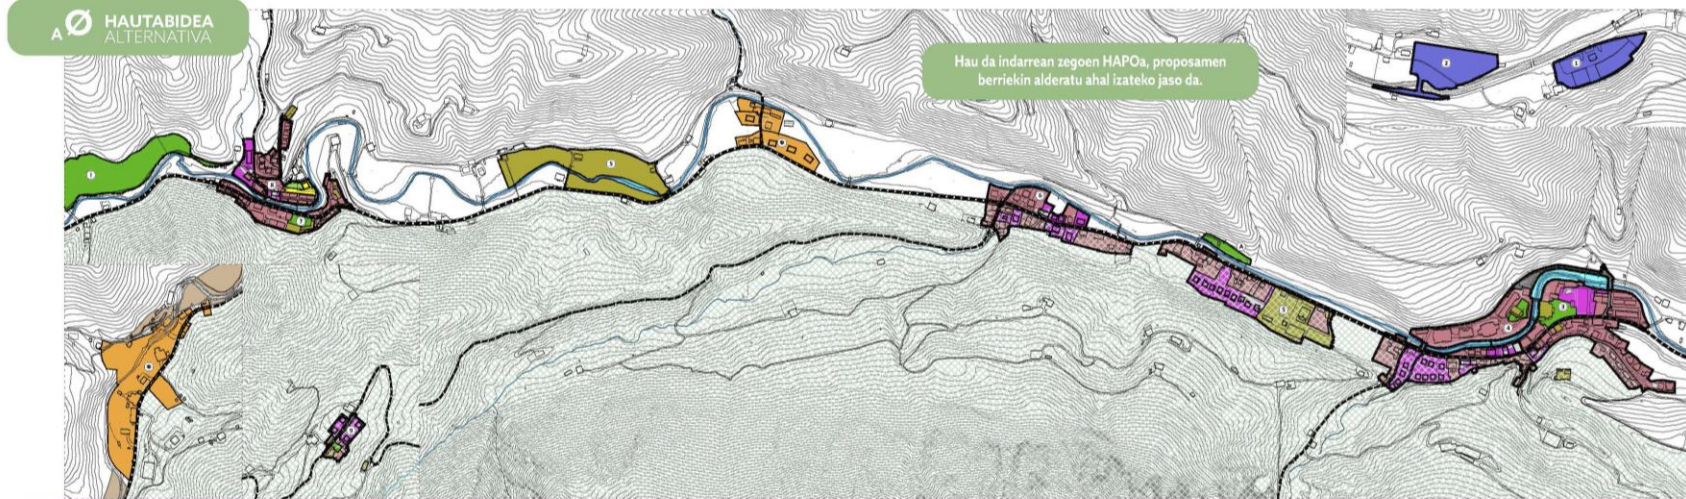 A Ø HAUTABIDEA
ALTERNATIVA
Hau da indarrean zegoen HAPOa, proposamen
berriekin alderatu ahal izateko jaso da.